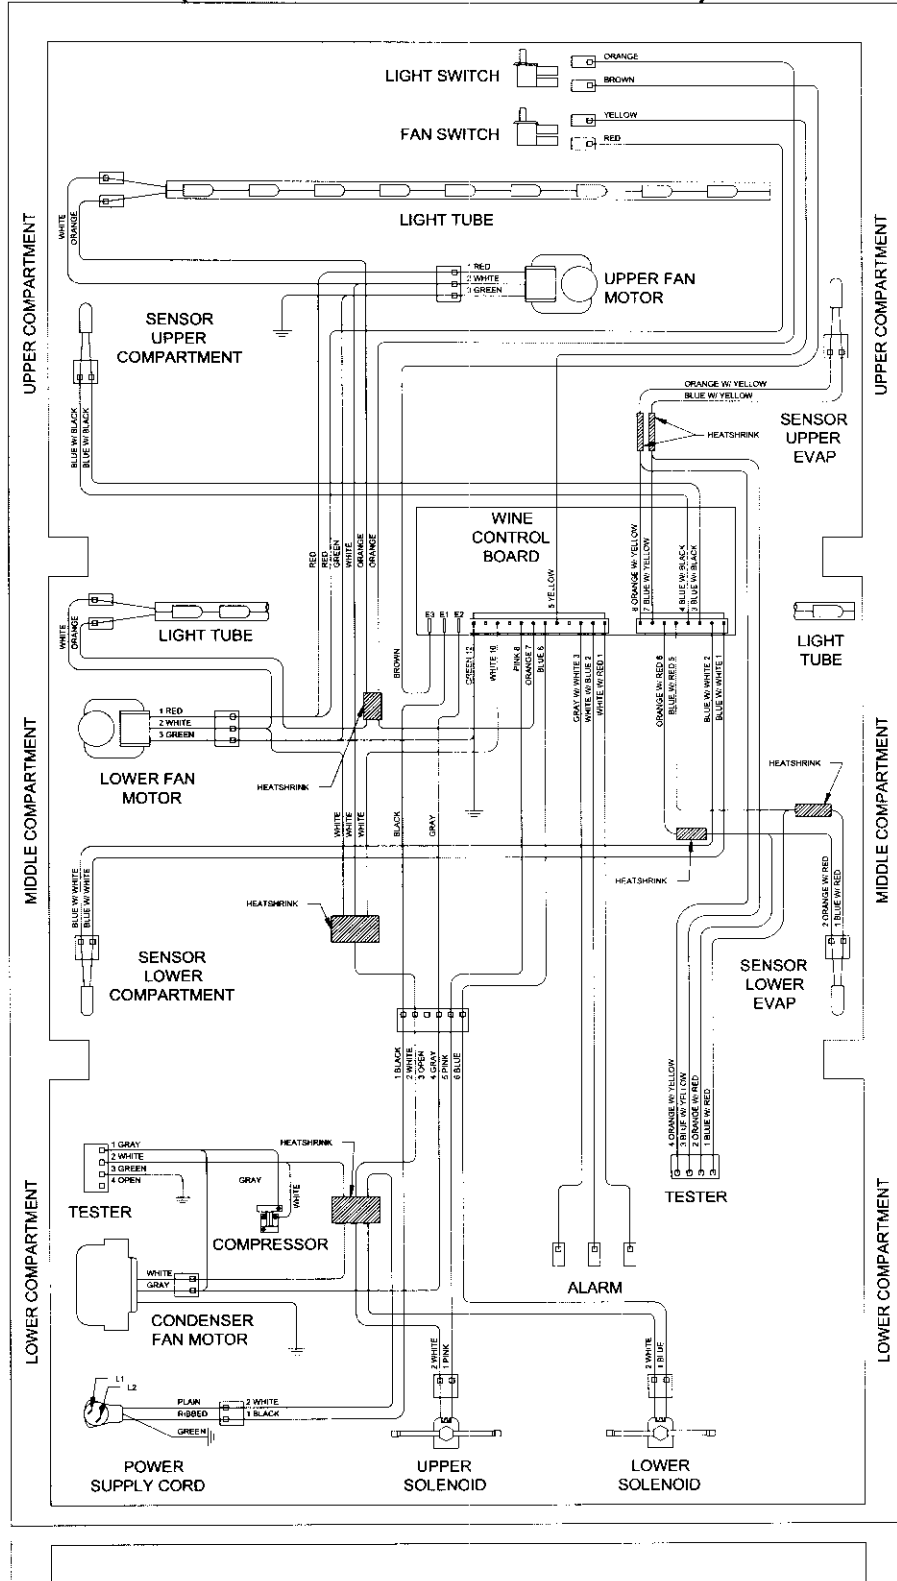 ORANGE
LIGHT SWITCH
BROWN
YELLOW
FAN SWITCH
RED
WHITE
ORANGE
LIGHT TUBE
UPPER COMPARTMENT
UPPER COMPARTMENT
1 RED
2 WHITE
3 GREEN
UPPER FAN
MOTOR
SENSOR
UPPER
COMPARTMENT
BLUE W/ BLACK
BLUE W/ BLACK
ORANGE W/ YELLOW
BLUE W/ YELLOW
HEATSHRINK
SENSOR
UPPER
EVAP
WINE
CONTROL
BOARD
RED
RED
GREEN
WHITE
ORANGE
ORANGE
5 YELLOW
8 ORANGE W/ YELLOW
7 BLUE W/ YELLOW
4 BLUE W/ BLACK
3 BLUE W/ BLACK
E3 E1 E2
WHITE
ORANGE
LIGHT TUBE
LIGHT
TUBE
BROWN
GREEN 12
WHITE 10
PINK 8
ORANGE 7
BLUE 6
GRAY W/ WHITE 3
WHITE W/ BLUE 2
WHITE W/ RED 1
ORANGE W/ RED 6
BLUE W/ RED 5
BLUE W/ WHITE 2
BLUE W/ WHITE 1
1 RED
2 WHITE
3 GREEN
LOWER FAN
MOTOR
HEATSHRINK
HEATSHRINK
MIDDLE COMPARTMENT
MIDDLE COMPARTMENT
WHITE
WHITE
WHITE
BLACK
GRAY
HEATSHRINK
BLUE W/ WHITE
BLUE W/ WHITE
HEATSHRINK
2 ORANGE W/ RED
1 BLUE W/ RED
SENSOR
LOWER
COMPARTMENT
SENSOR
LOWER
EVAP
1 BLACK
2 WHITE
3 OPEN
4 GRAY
5 PINK
6 BLUE
4 ORANGE W/ YELLOW
3 BLUE W/ YELLOW
2 ORANGE W/ RED
1 BLUE W/ RED
TESTER
1 GRAY
2 WHITE
3 GREEN
4 OPEN
TESTER
HEATSHRINK
GRAY
WHITE
COMPRESSOR
LOWER COMPARTMENT
LOWER COMPARTMENT
WHITE
GRAY
CONDENSER
FAN MOTOR
ALARM
2 WHITE
1 PINK
2 WHITE
1 BLUE
L1
L2
PLAIN
RIBBED
GREEN
2 WHITE
1 BLACK
POWER
SUPPLY CORD
UPPER
SOLENOID
LOWER
SOLENOID